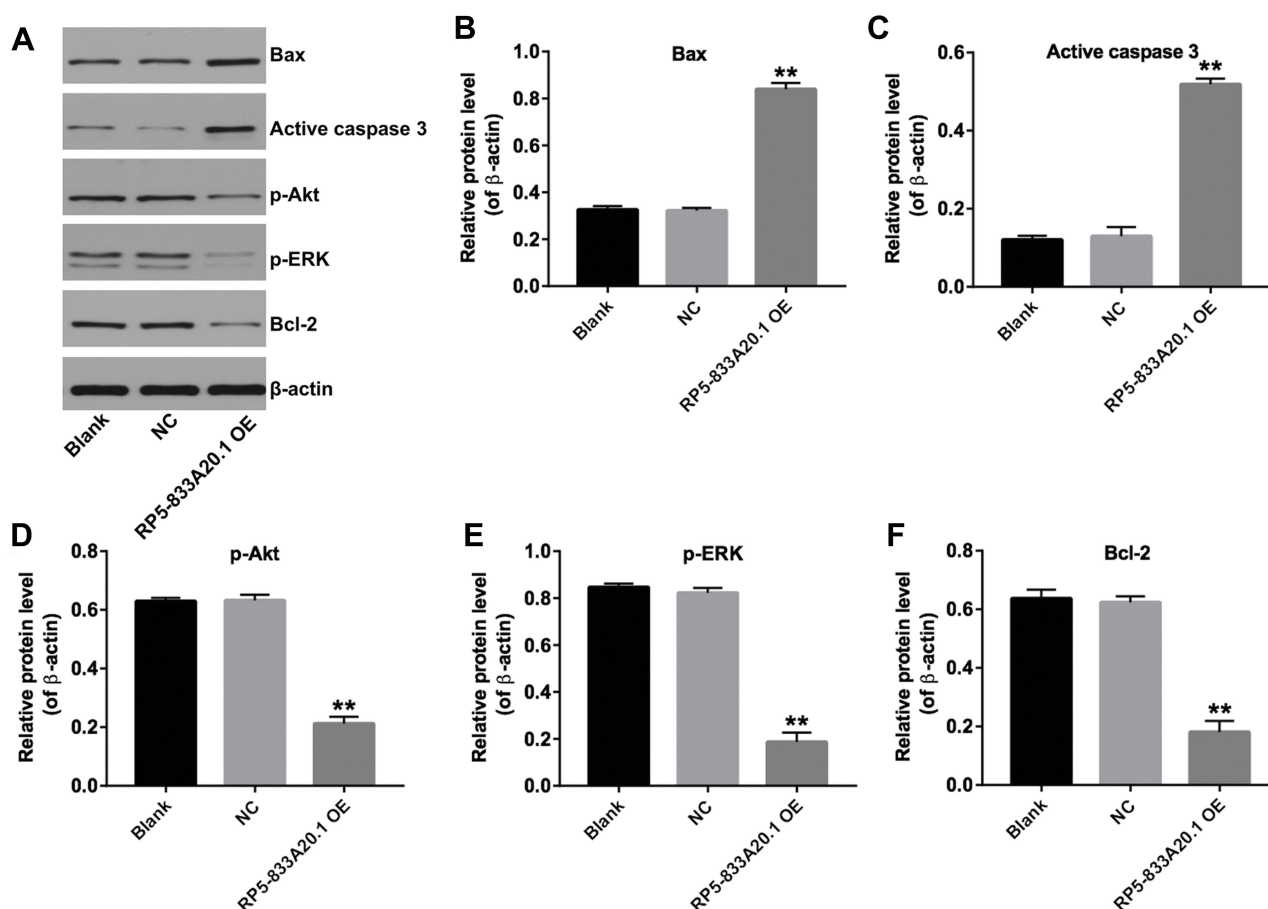 A
Bax
Active caspase 3
p-Akt
p-ERK
Bcl-2
β-actin
Blank
NC
RP5-833A20.1 OE
B
Bax
Relative protein level
(of β-actin)
1.0
0.8
0.6
0.4
0.2
0.0
**
Blank
NC
RP5-833A20.1 OE
C
Active caspase 3
Relative protein level
(of β-actin)
0.6
0.4
0.2
0.0
**
Blank
NC
RP5-833A20.1 OE
D
p-Akt
Relative protein level
(of β-actin)
0.8
0.6
0.4
0.2
0.0
**
Blank
NC
RP5-833A20.1 OE
E
p-ERK
Relative protein level
(of β-actin)
1.0
0.8
0.6
0.4
0.2
0.0
**
Blank
NC
RP5-833A20.1 OE
F
Bcl-2
Relative protein level
(of β-actin)
0.8
0.6
0.4
0.2
0.0
**
Blank
NC
RP5-833A20.1 OE